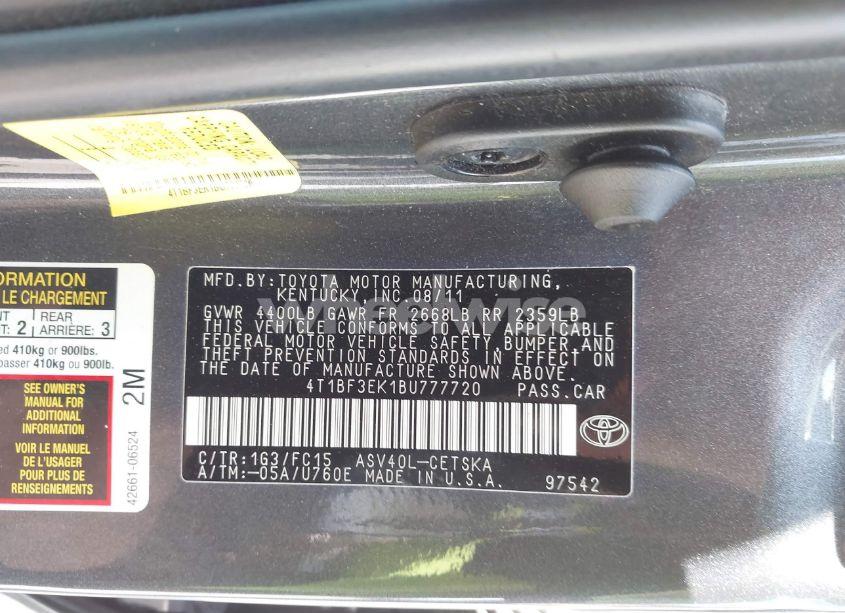 4T1BF3EK1BU777720
ORMATION
LE CHARGEMENT
NT
T: 2
REAR
ARRIÈRE: 3
ed 410kg or 900lbs.
passer 410kg ou 900lb.
SEE OWNER'S
MANUAL FOR
ADDITIONAL
INFORMATION
VOIR LE MANUEL
DE L'USAGER
POUR PLUS DE
RENSEIGNEMENTS
2M
42661-06524
MFD.BY:TOYOTA MOTOR MANUFACTURING,
KENTUCKY, INC. 08/11
GVWR 4400LB GAWR FR 2668LB RR 2359LB
THIS VEHICLE CONFORMS TO ALL APPLICABLE
FEDERAL MOTOR VEHICLE SAFETY, BUMPER, AND
THEFT PREVENTION STANDARDS IN EFFECT ON
THE DATE OF MANUFACTURE SHOWN ABOVE.
4T1BF3EK1BU777720 PASS.CAR
C/TR:1G3/FC15 ASV40L-CETSKA
A/TM:-05A/U760E MADE IN U.S.A.
97542